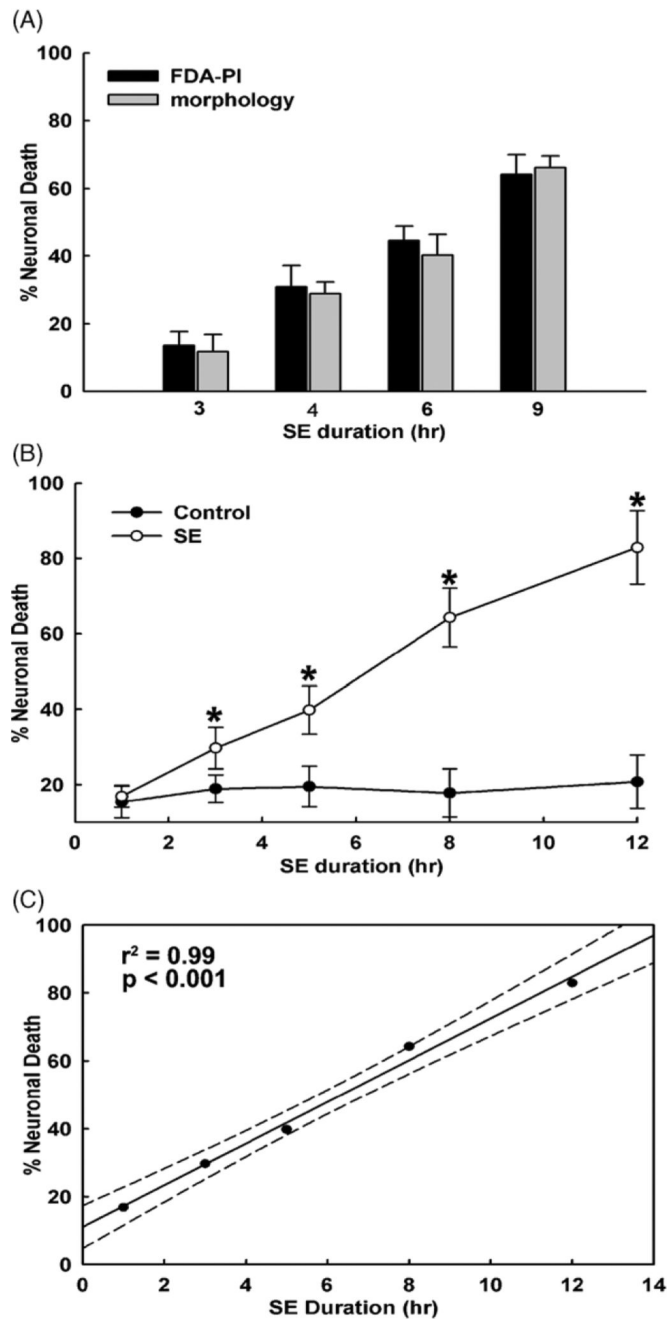 (A)
100
80
60
40
20
0
% Neuronal Death
FDA-PI
morphology
3 4 6 9
SE duration (hr)
(B)
100
80
60
40
20
% Neuronal Death
Control
SE
* * * *
0 2 4 6 8 10 12
SE duration (hr)
(C)
100
80
60
40
20
0
% Neuronal Death
r² = 0.99
p < 0.001
0 2 4 6 8 10 12 14
SE Duration (hr)